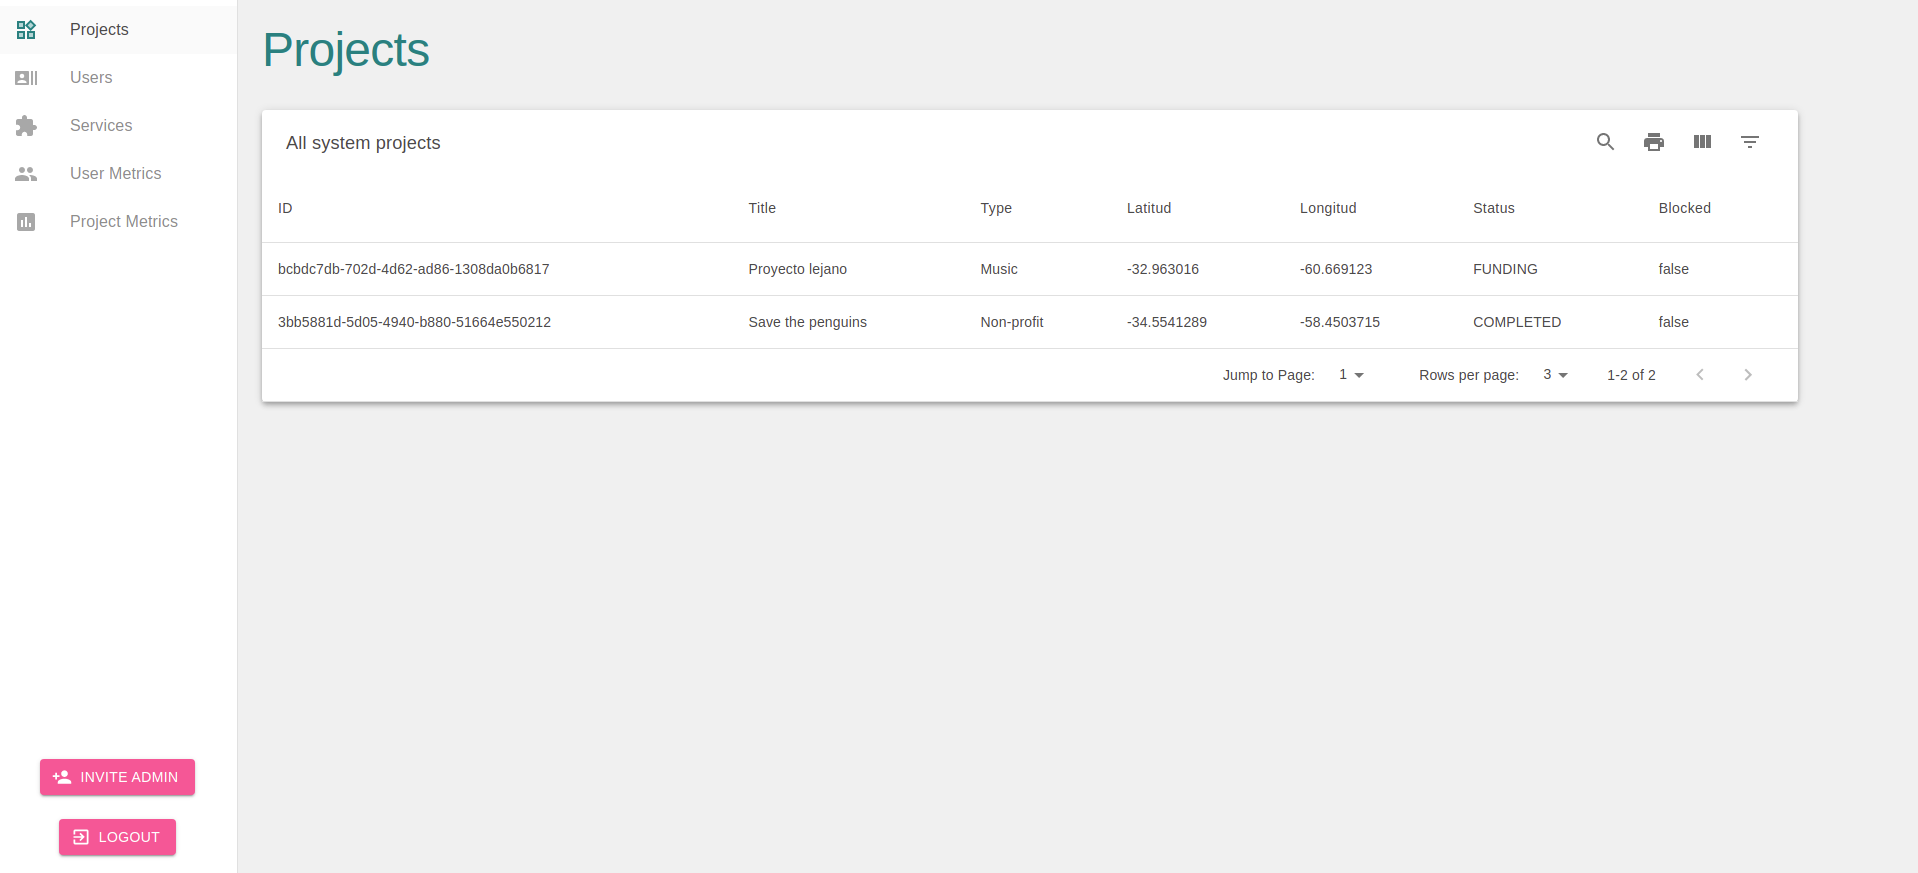 Projects
Users
Services
User Metrics
Project Metrics
INVITE ADMIN
LOGOUT
Projects
All system projects
ID Title Type Latitud Longitud Status Blocked
bcbdc7db-702d-4d62-ad86-1308da0b6817 Proyecto lejano Music -32.963016 -60.669123 FUNDING false
3bb5881d-5d05-4940-b880-51664e550212 Save the penguins Non-profit -34.5541289 -58.4503715 COMPLETED false
Jump to Page: 1 Rows per page: 3 1-2 of 2